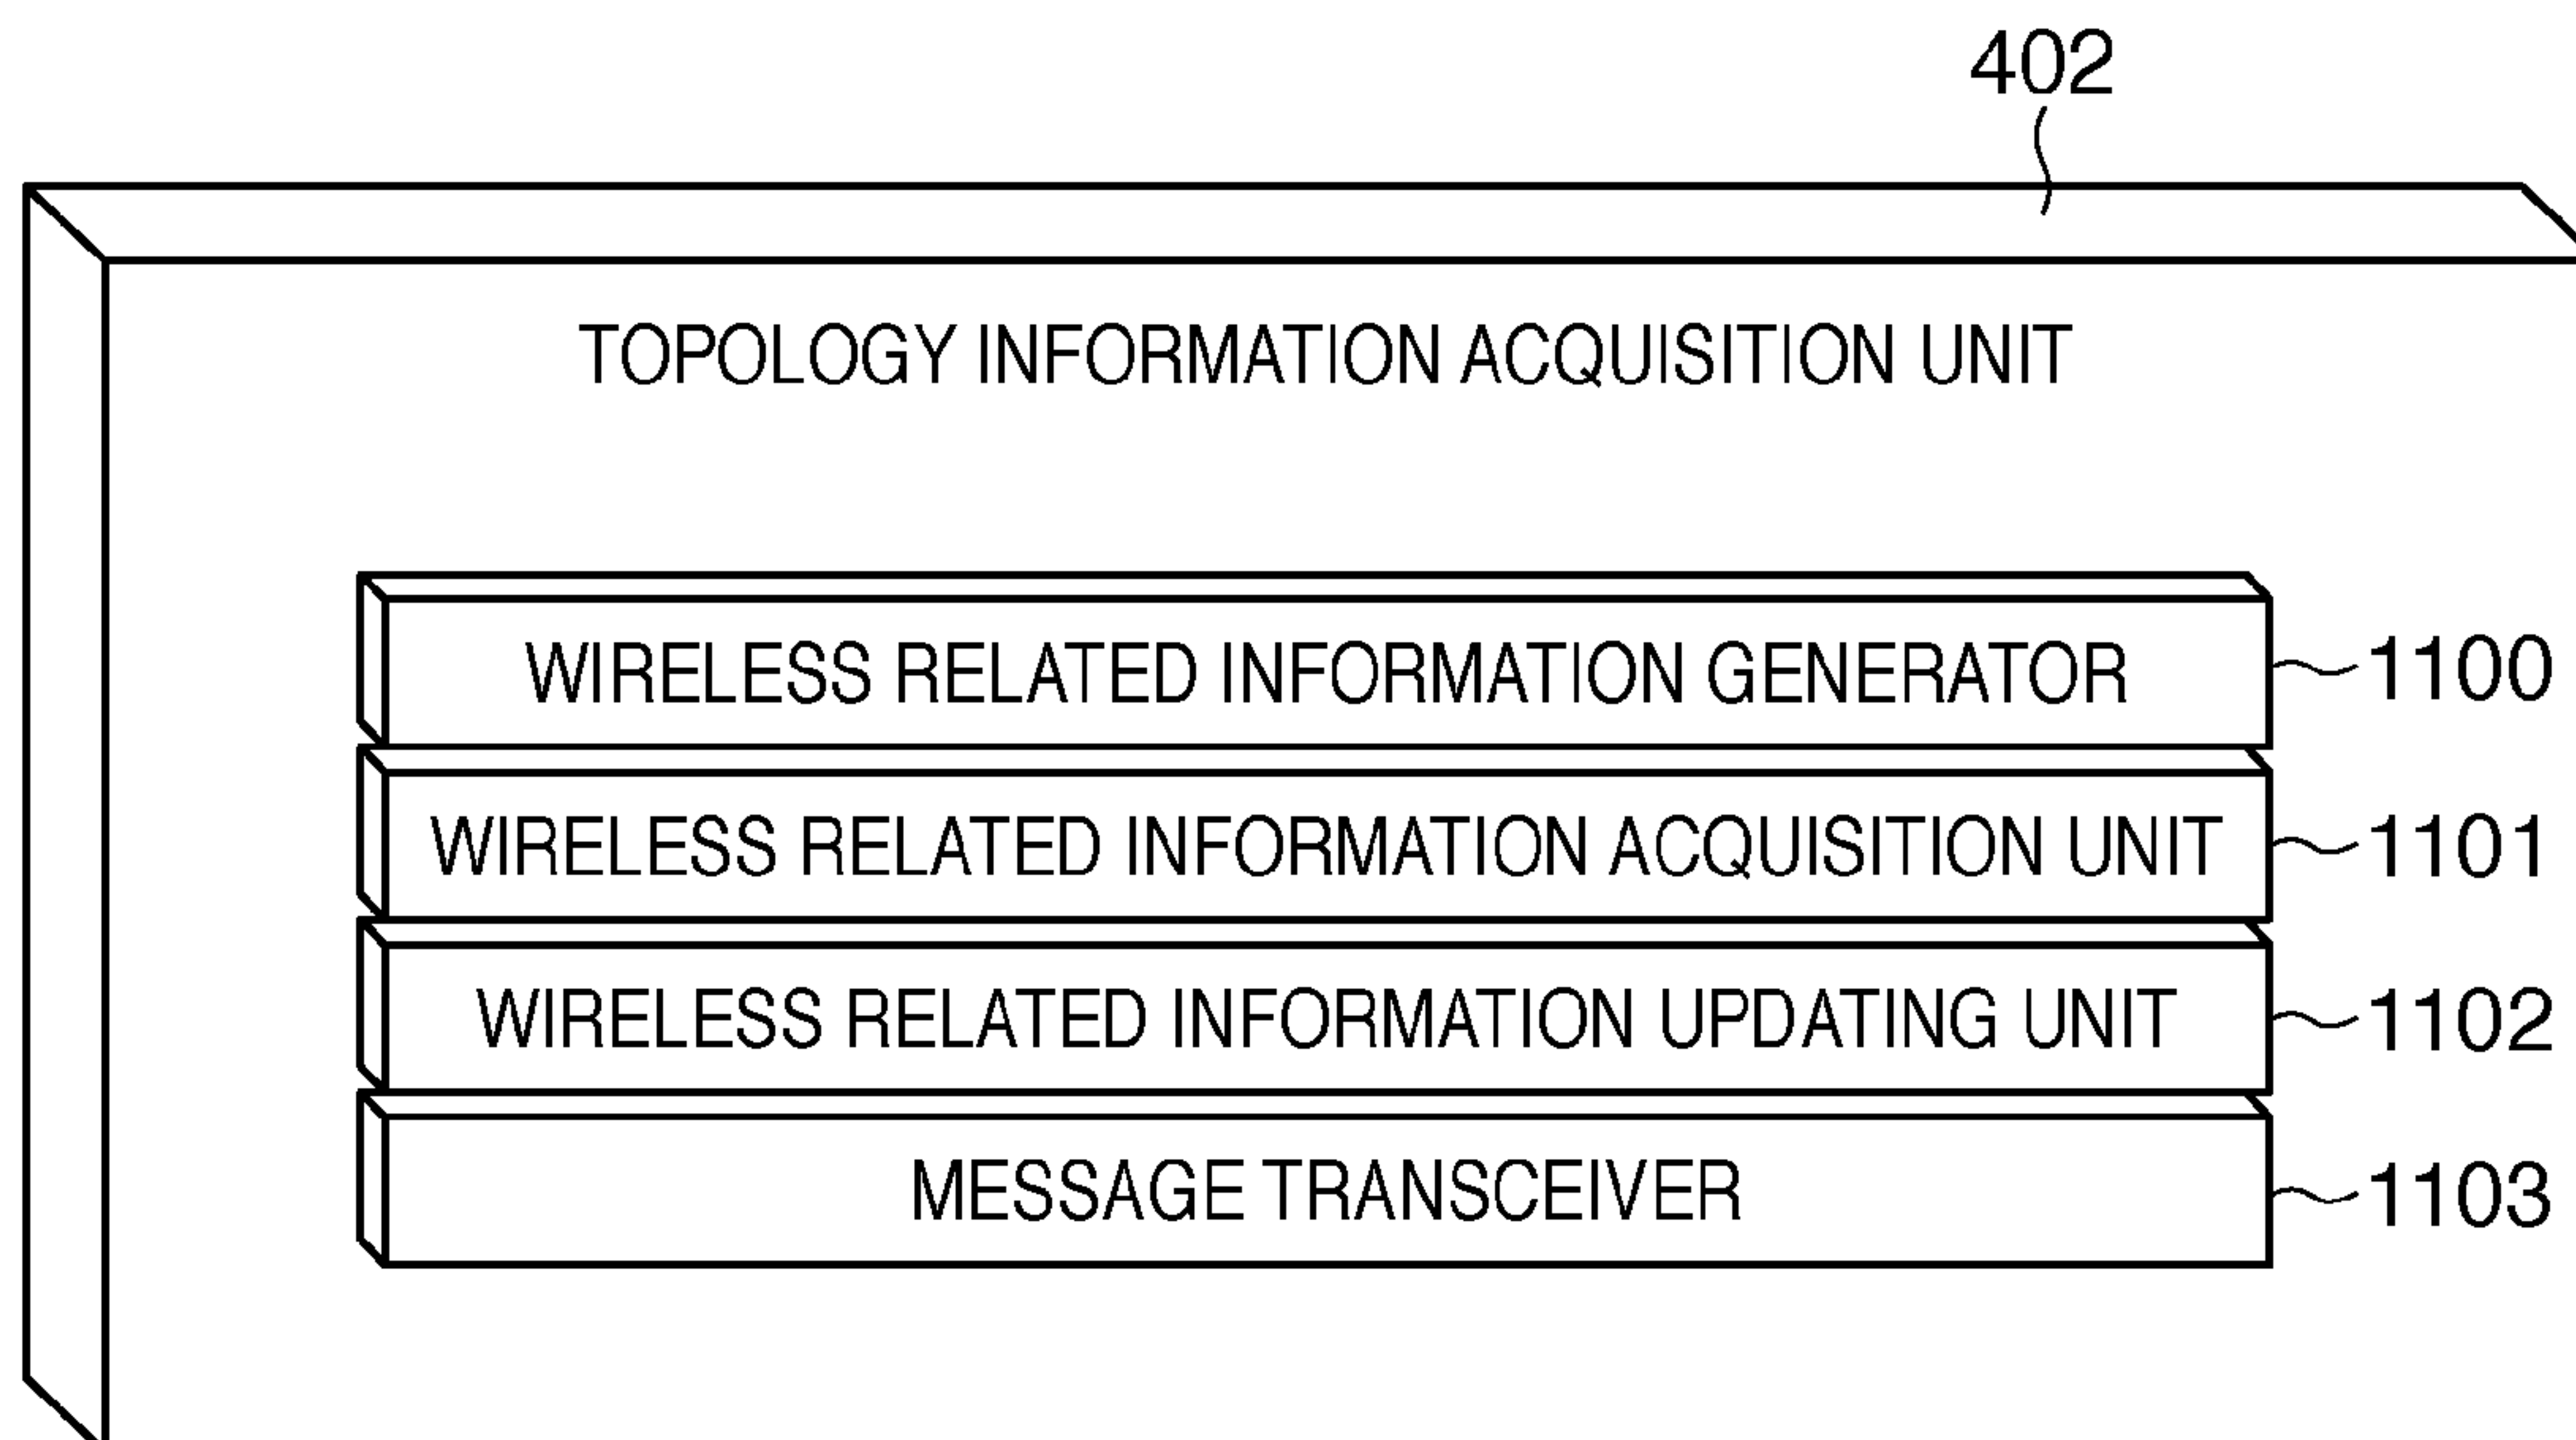 402
TOPOLOGY INFORMATION ACQUISITION UNIT
WIRELESS RELATED INFORMATION GENERATOR 1100
WIRELESS RELATED INFORMATION ACQUISITION UNIT 1101
WIRELESS RELATED INFORMATION UPDATING UNIT 1102
MESSAGE TRANSCEIVER 1103